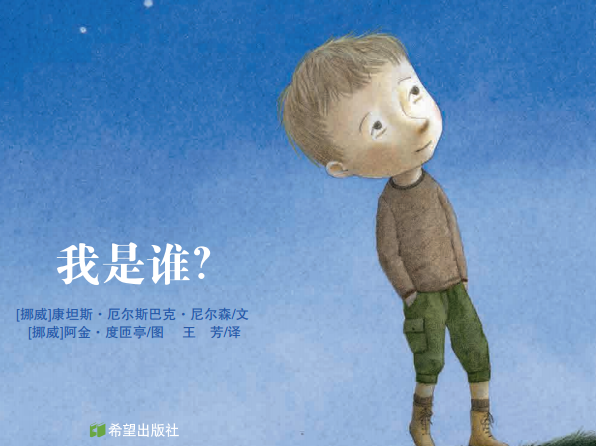 我是谁?
[挪威]康坦斯·厄尔斯巴克·尼尔森/文
[挪威]阿金·度匝亭/图 王 芳/译
希望出版社